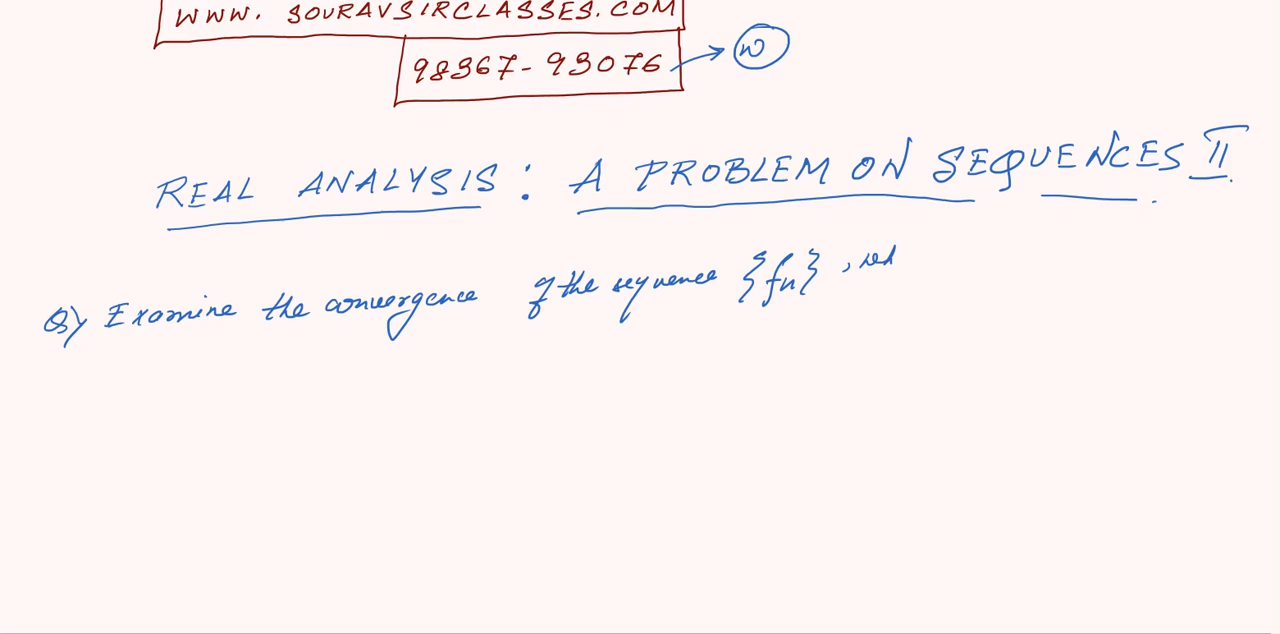 WWW. SOURAVSIRCLASSES.COM
98367-93076 → W
REAL ANALYSIS: A PROBLEM ON SEQUENCES II.
Q) Examine the convergence of the sequence {fn},